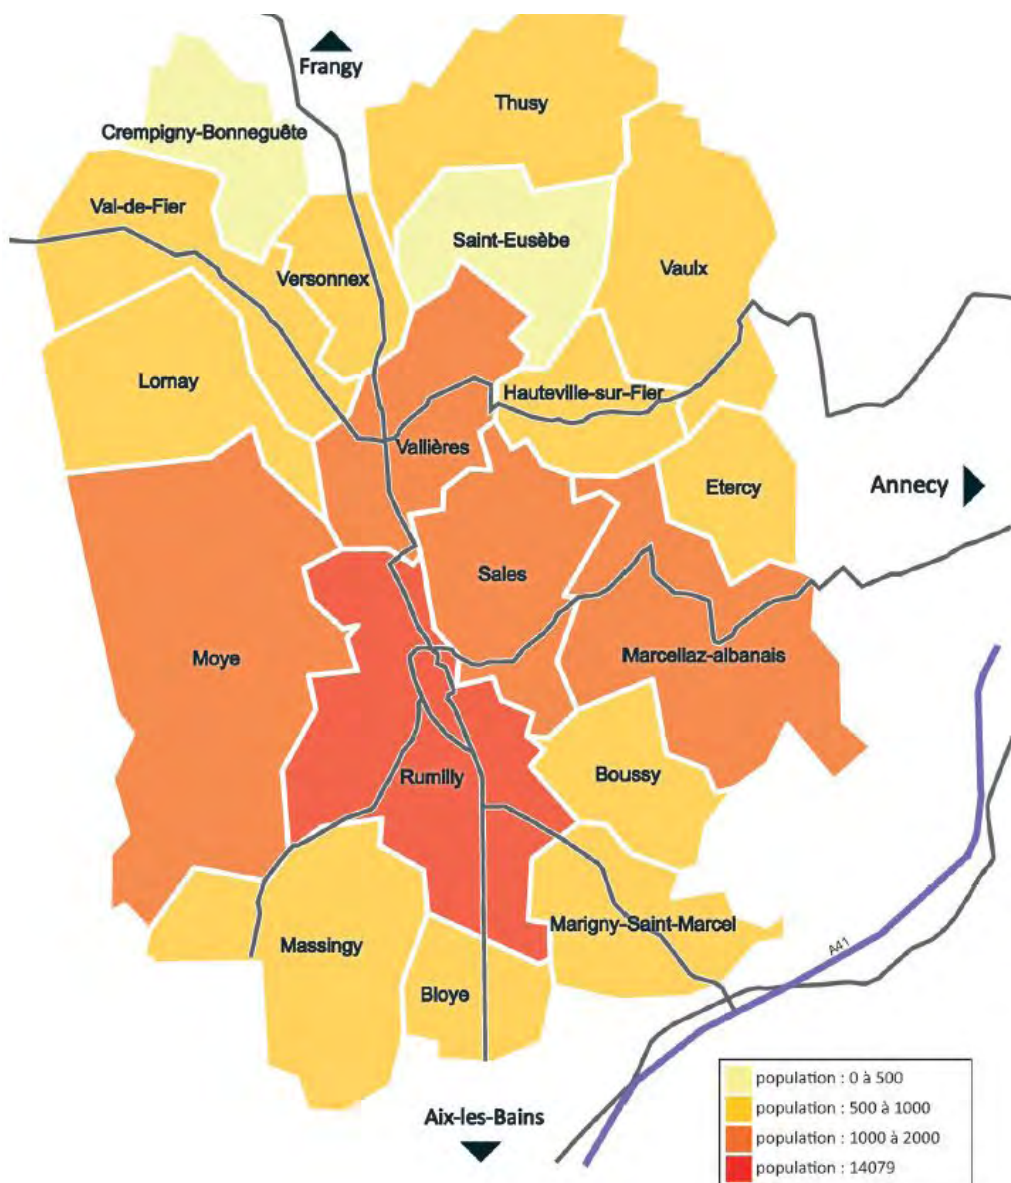 Frangy
Thusy
Crempigny-Bonneguête
Val-de-Fier
Saint-Eusèbe
Vaulx
Versonnex
Lornay
Hauteville-sur-Fier
Vallières
Etercy
Annecy
Sales
Moye
Marcellaz-albanais
Rumilly
Boussy
Marigny-Saint-Marcel
Massingy
A41
Bloye
Aix-les-Bains
population : 0 à 500
population : 500 à 1000
population : 1000 à 2000
population : 14079